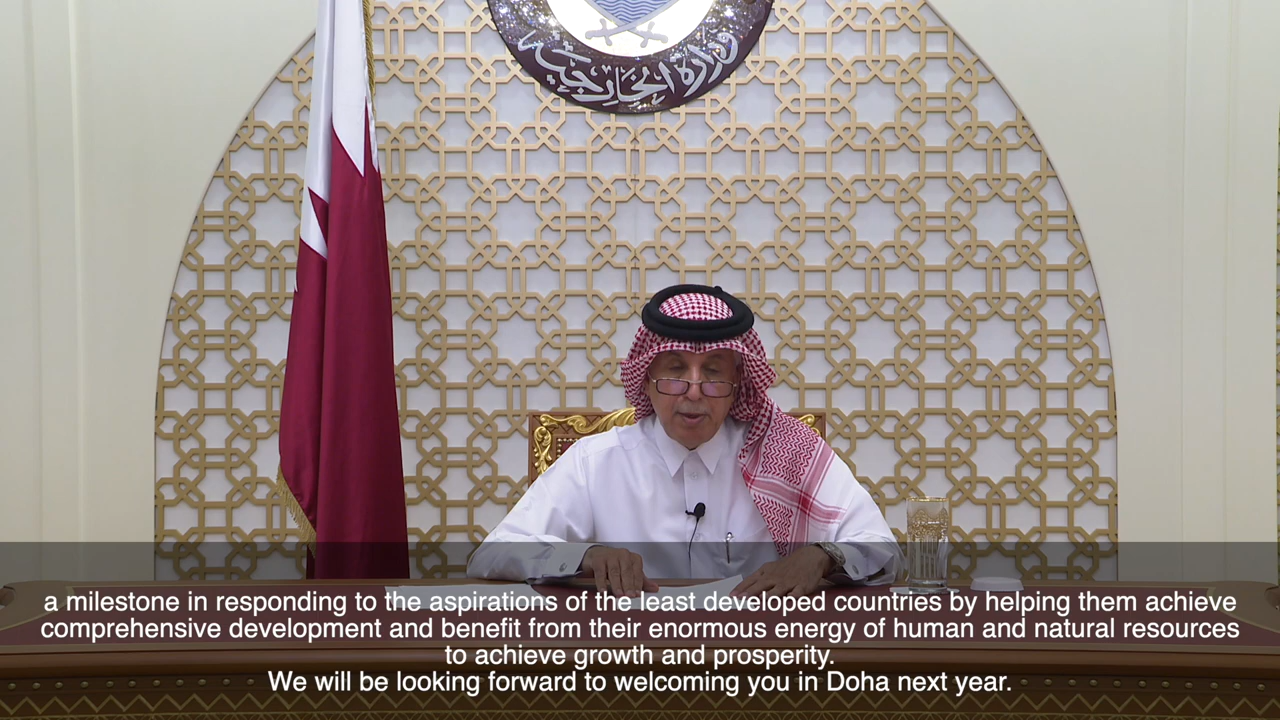 وزارة الخارجية
a milestone in responding to the aspirations of the least developed countries by helping them achieve
comprehensive development and benefit from their enormous energy of human and natural resources
to achieve growth and prosperity.
We will be looking forward to welcoming you in Doha next year.